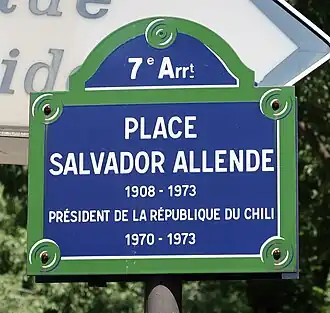 7e Arrt
PLACE
SALVADOR ALLENDE
1908 - 1973
PRÉSIDENT DE LA RÉPUBLIQUE DU CHILI
1970 - 1973